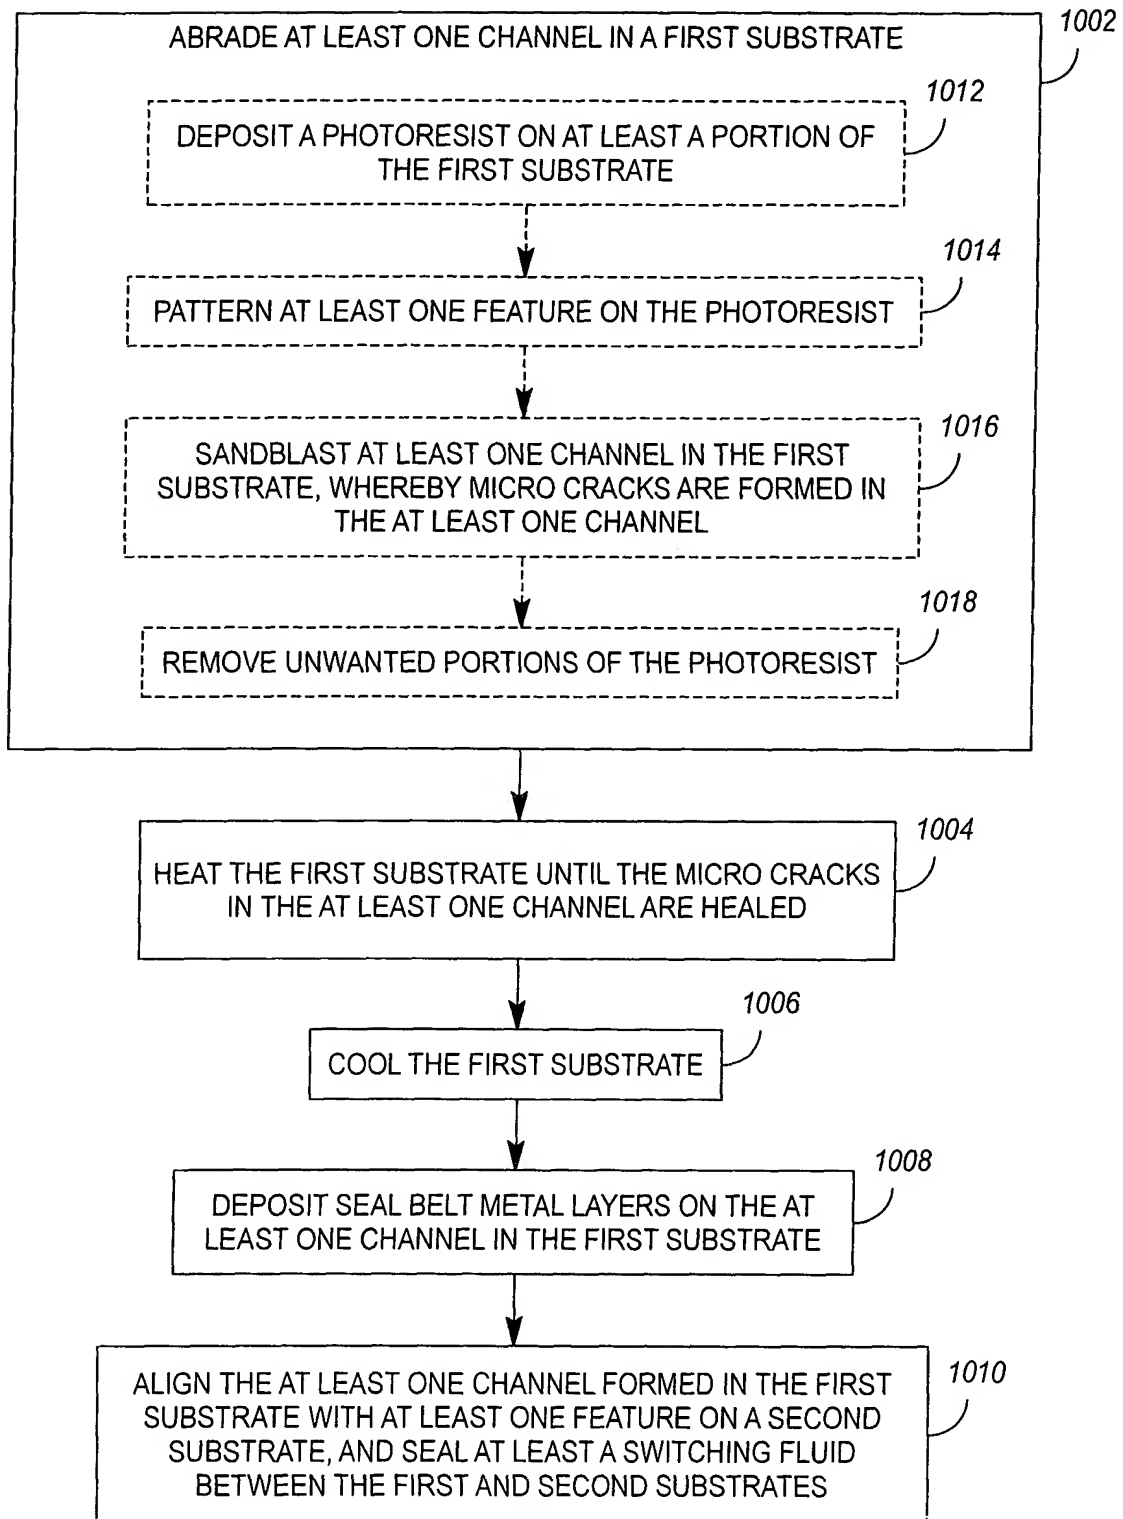 1002
ABRADE AT LEAST ONE CHANNEL IN A FIRST SUBSTRATE
1012
DEPOSIT A PHOTORESIST ON AT LEAST A PORTION OF
THE FIRST SUBSTRATE
1014
PATTERN AT LEAST ONE FEATURE ON THE PHOTORESIST
1016
SANDBLAST AT LEAST ONE CHANNEL IN THE FIRST
SUBSTRATE, WHEREBY MICRO CRACKS ARE FORMED IN
THE AT LEAST ONE CHANNEL
1018
REMOVE UNWANTED PORTIONS OF THE PHOTORESIST
1004
HEAT THE FIRST SUBSTRATE UNTIL THE MICRO CRACKS
IN THE AT LEAST ONE CHANNEL ARE HEALED
1006
COOL THE FIRST SUBSTRATE
1008
DEPOSIT SEAL BELT METAL LAYERS ON THE AT
LEAST ONE CHANNEL IN THE FIRST SUBSTRATE
1010
ALIGN THE AT LEAST ONE CHANNEL FORMED IN THE FIRST
SUBSTRATE WITH AT LEAST ONE FEATURE ON A SECOND
SUBSTRATE, AND SEAL AT LEAST A SWITCHING FLUID
BETWEEN THE FIRST AND SECOND SUBSTRATES